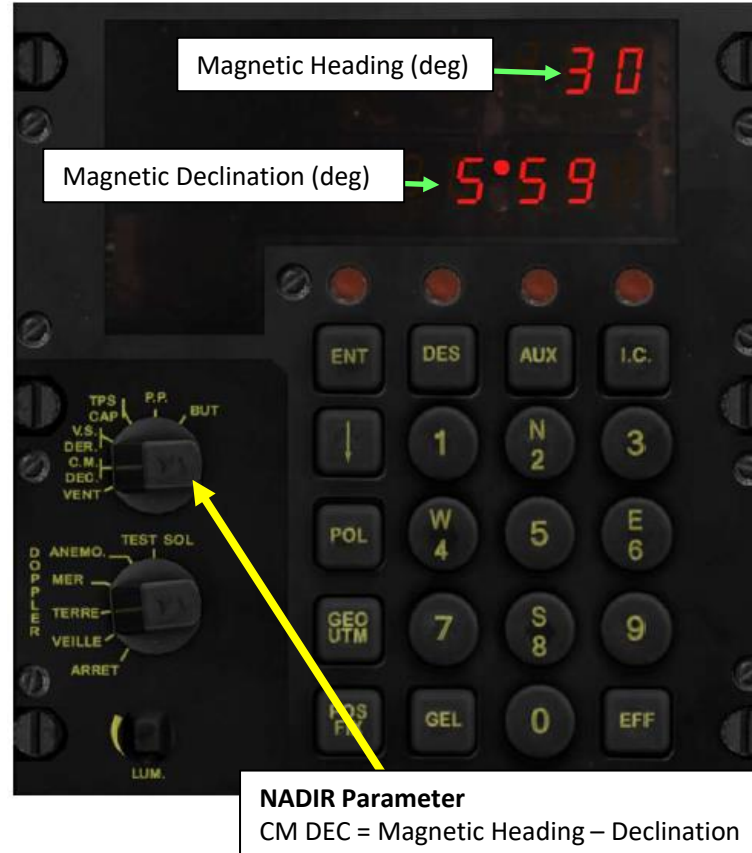 Magnetic Heading (deg)
30
Magnetic Declination (deg)
5•59
ENT DES AUX I.C.
TPS
CAP
P.P.
BUT
V.S.
DER.
C.M.
DEC.
VENT
↓ 1 N 2 3
POL W 4 5 E 6
DOPPLER
TEST SOL
ANEMO.
MER
TERRE
VEILLE
ARRET
GEO
UTM
7 S 8 9
POS
GEL 0 EFF
LUM.
NADIR Parameter
CM DEC = Magnetic Heading – Declination